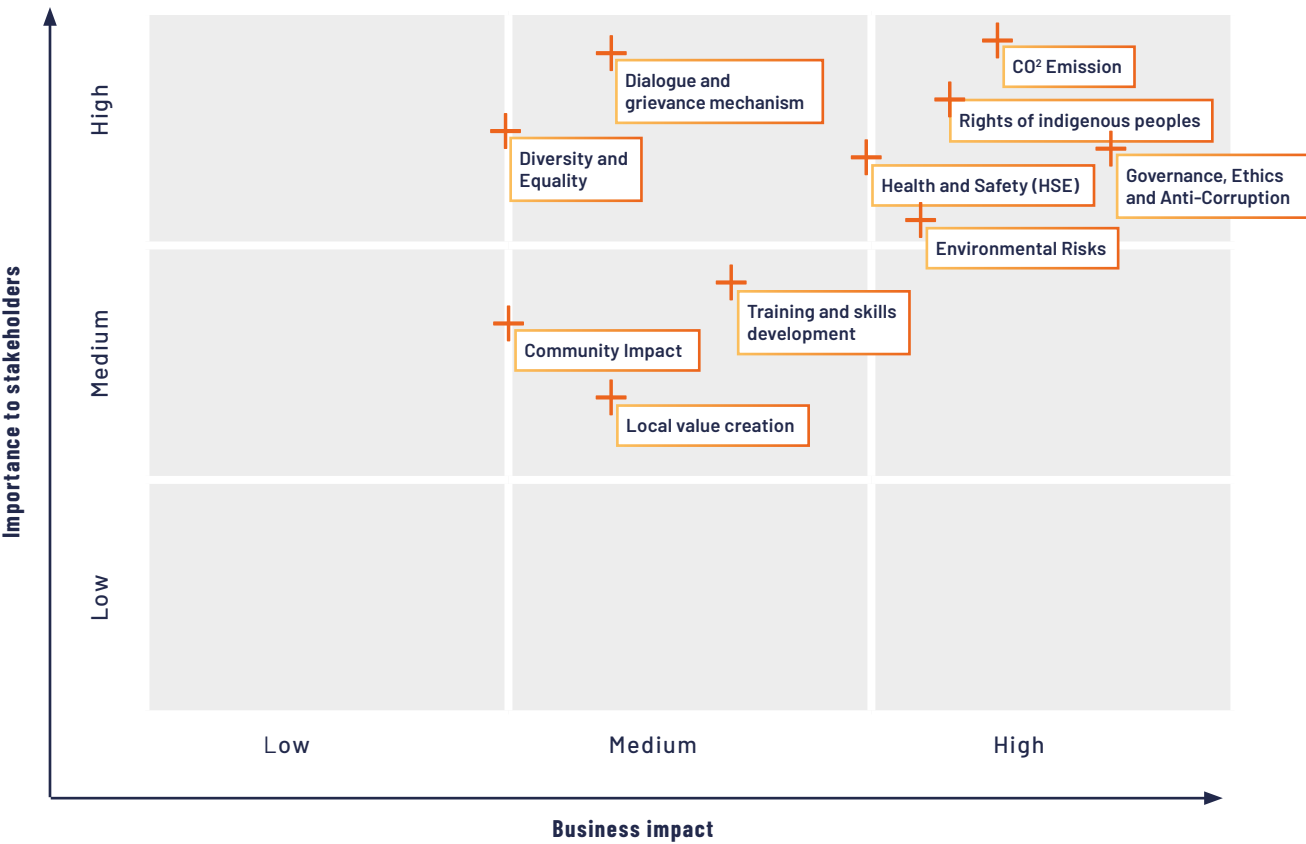 Importance to stakeholders
High
Medium
Low
CO² Emission
Dialogue and
grievance mechanism
Rights of indigenous peoples
Diversity and
Equality
Health and Safety (HSE)
Governance, Ethics
and Anti-Corruption
Environmental Risks
Training and skills
development
Community Impact
Local value creation
Low
Medium
High
Business impact